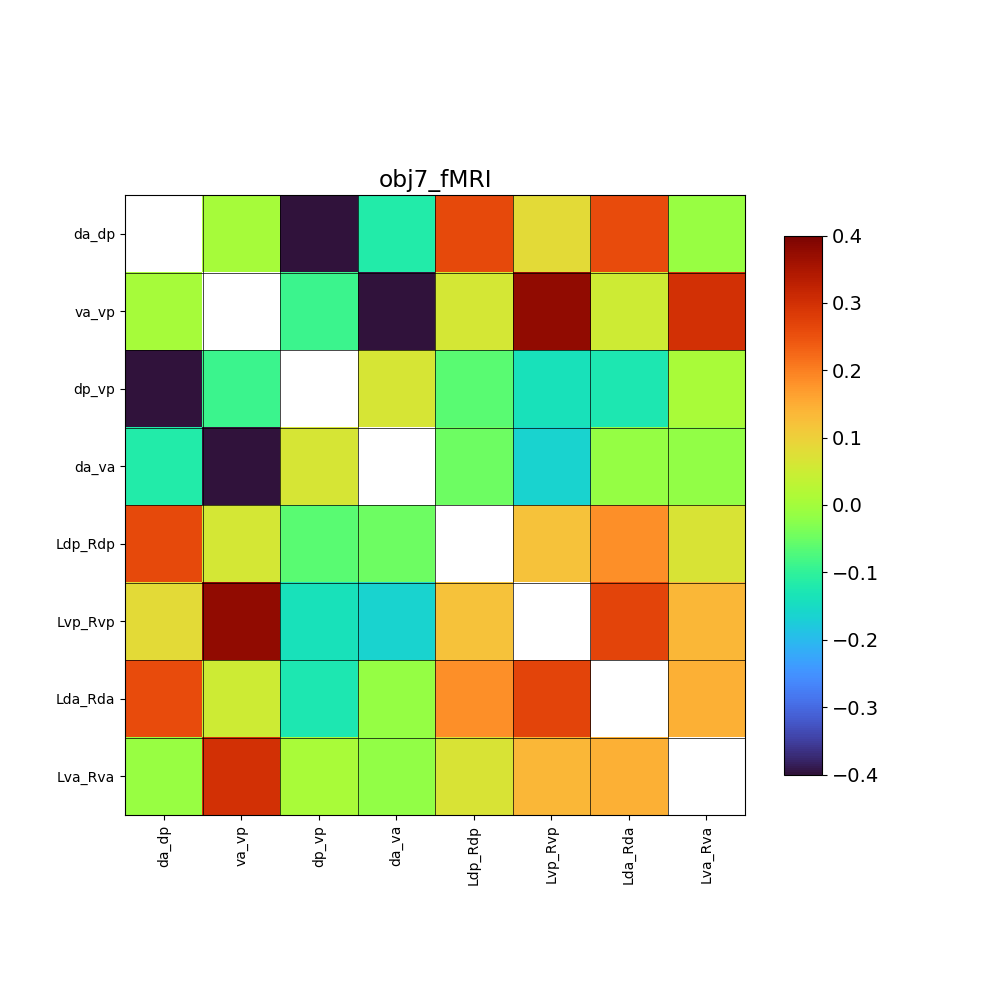 obj7_fMRI
da_dp
va_vp
dp_vp
da_va
Ldp_Rdp
Lvp_Rvp
Lda_Rda
Lva_Rva
da_dp va_vp dp_vp da_va Ldp_Rdp Lvp_Rvp Lda_Rda Lva_Rva
0.4
0.3
0.2
0.1
0.0
−0.1
−0.2
−0.3
−0.4